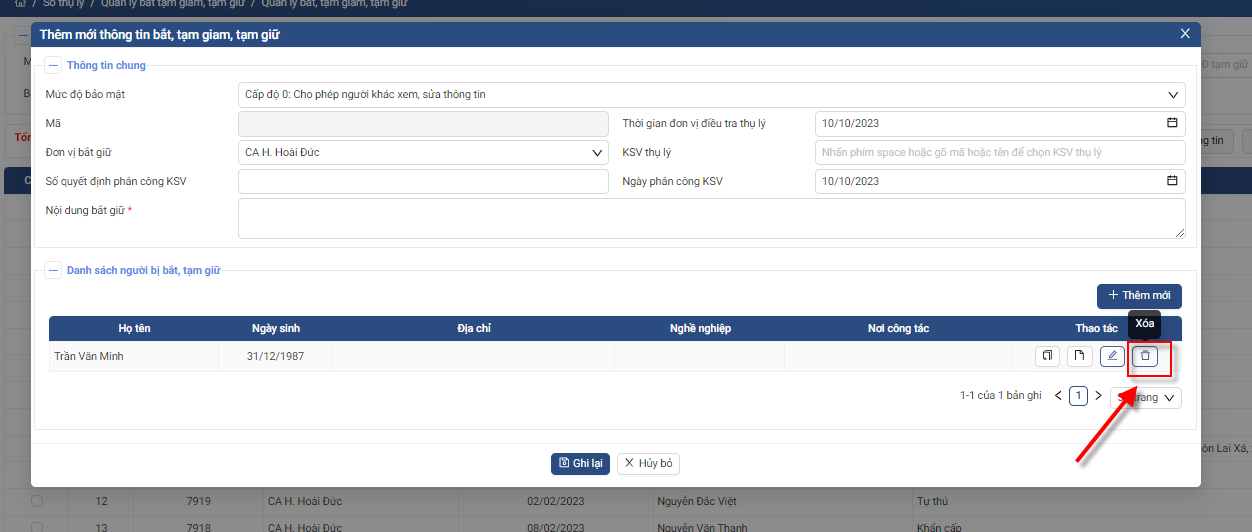 / Sổ thụ lý / Quản lý bắt tạm giam, tạm giữ / Quản lý bắt, tạm giam, tạm giữ
Thêm mới thông tin bắt, tạm giam, tạm giữ
Thông tin chung
Mức độ bảo mật
Cấp độ 0: Cho phép người khác xem, sửa thông tin
Mã
Thời gian đơn vị điều tra thụ lý
10/10/2023
Đơn vị bắt giữ
CA H. Hoài Đức
KSV thụ lý
Nhấn phím space hoặc gõ mã hoặc tên để chọn KSV thụ lý
Số quyết định phân công KSV
Ngày phân công KSV
10/10/2023
Nội dung bắt giữ *
Danh sách người bị bắt, tạm giữ
+ Thêm mới
Xóa
Họ tên
Ngày sinh
Địa chỉ
Nghề nghiệp
Nơi công tác
Thao tác
Trần Văn Minh
31/12/1987
1-1 của 1 bản ghi
1
trang
Ghi lại
Hủy bỏ
tạm giữ
tin
Lai Xá,
12
7919
CA H. Hoài Đức
02/02/2023
Nguyễn Đắc Việt
Tự thú
13
7918
CA H. Hoài Đức
08/02/2023
Nguyễn Văn Thanh
Khẩn cấp